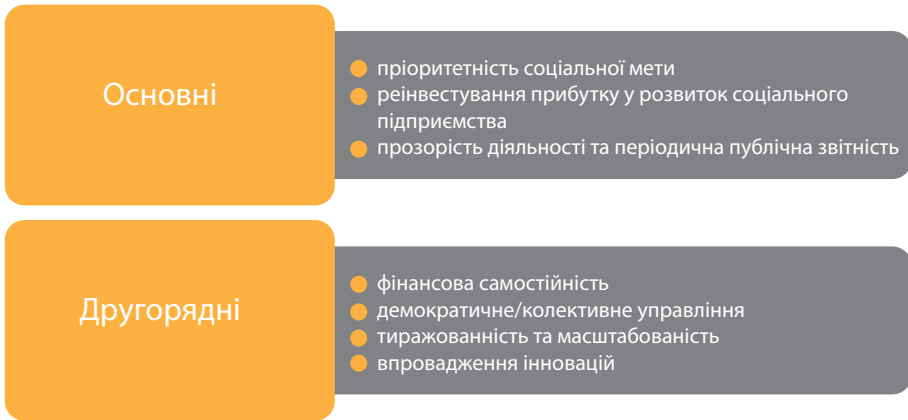 Основні
пріоритетність соціальної мети
реінвестування прибутку у розвиток соціального
підприємства
прозорість діяльності та періодична публічна звітність
Другорядні
фінансова самостійність
демократичне/колективне управління
тиражованність та масштабованість
впровадження інновацій